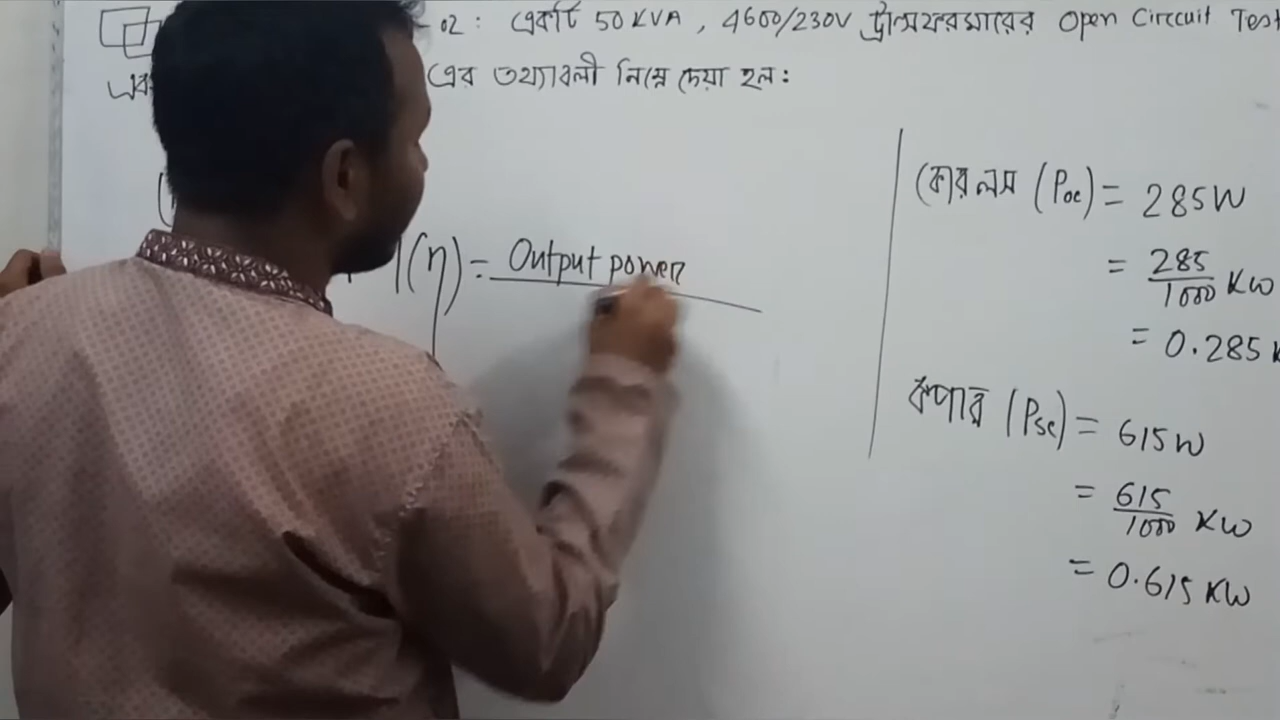 02: একটি 50 KVA, 4600/230V ট্রান্সফরমারের Open Circuit Test
এর তথ্যাবলী নিম্নে দেয়া হল:
(η) = Output power
কোর লস (Poc) = 285W
= 285/1000 KW
= 0.285
কপার (Psc) = 615W
= 615/1000 KW
= 0.615 KW